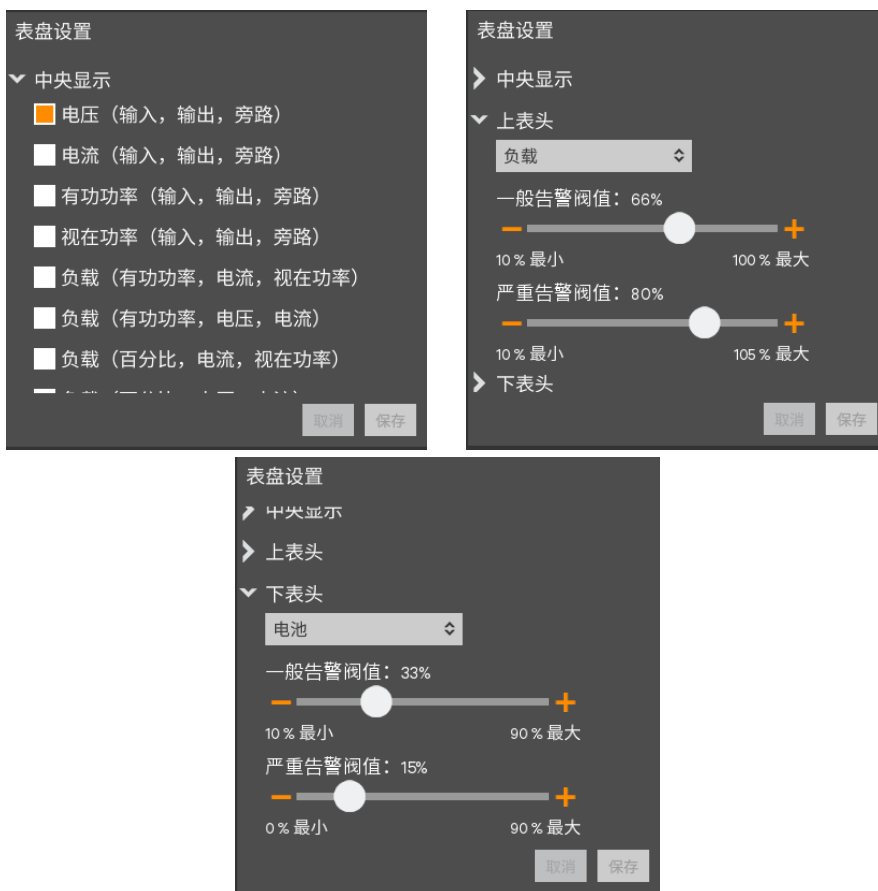 表盘设置
中央显示
电压（输入，输出，旁路）
电流（输入，输出，旁路）
有功功率（输入，输出，旁路）
视在功率（输入，输出，旁路）
负载（有功功率，电流，视在功率）
负载（有功功率，电压，电流）
负载（百分比，电流，视在功率）
取消 保存
表盘设置
中央显示
上表头
负载
一般告警阀值：66%
10 % 最小 100 % 最大
严重告警阀值：80%
10 % 最小 105 % 最大
下表头
取消 保存
表盘设置
中央显示
上表头
下表头
电池
一般告警阀值：33%
10 % 最小 90 % 最大
严重告警阀值：15%
0 % 最小 90 % 最大
取消 保存